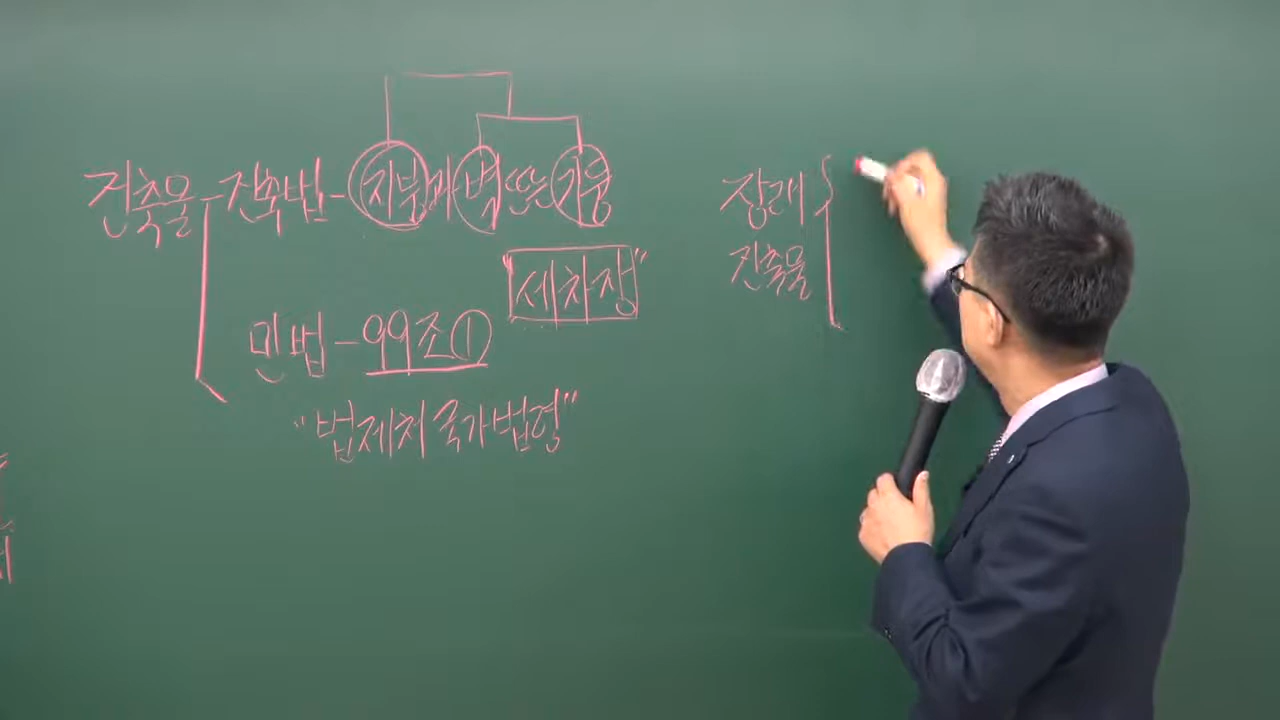 건축물 - 건축법 - 지붕과 벽 또는 기둥
"세차장"
민법 - 99조①
"법제처 국가법령"
장래
건축물